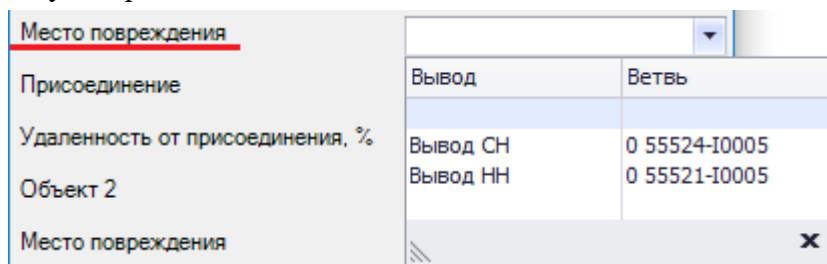 Место повреждения
Присоединение
Вывод Ветвь
Удаленность от присоединения, %
Вывод СН 0 55524-I0005
Вывод НН 0 55521-I0005
Объект 2
Место повреждения